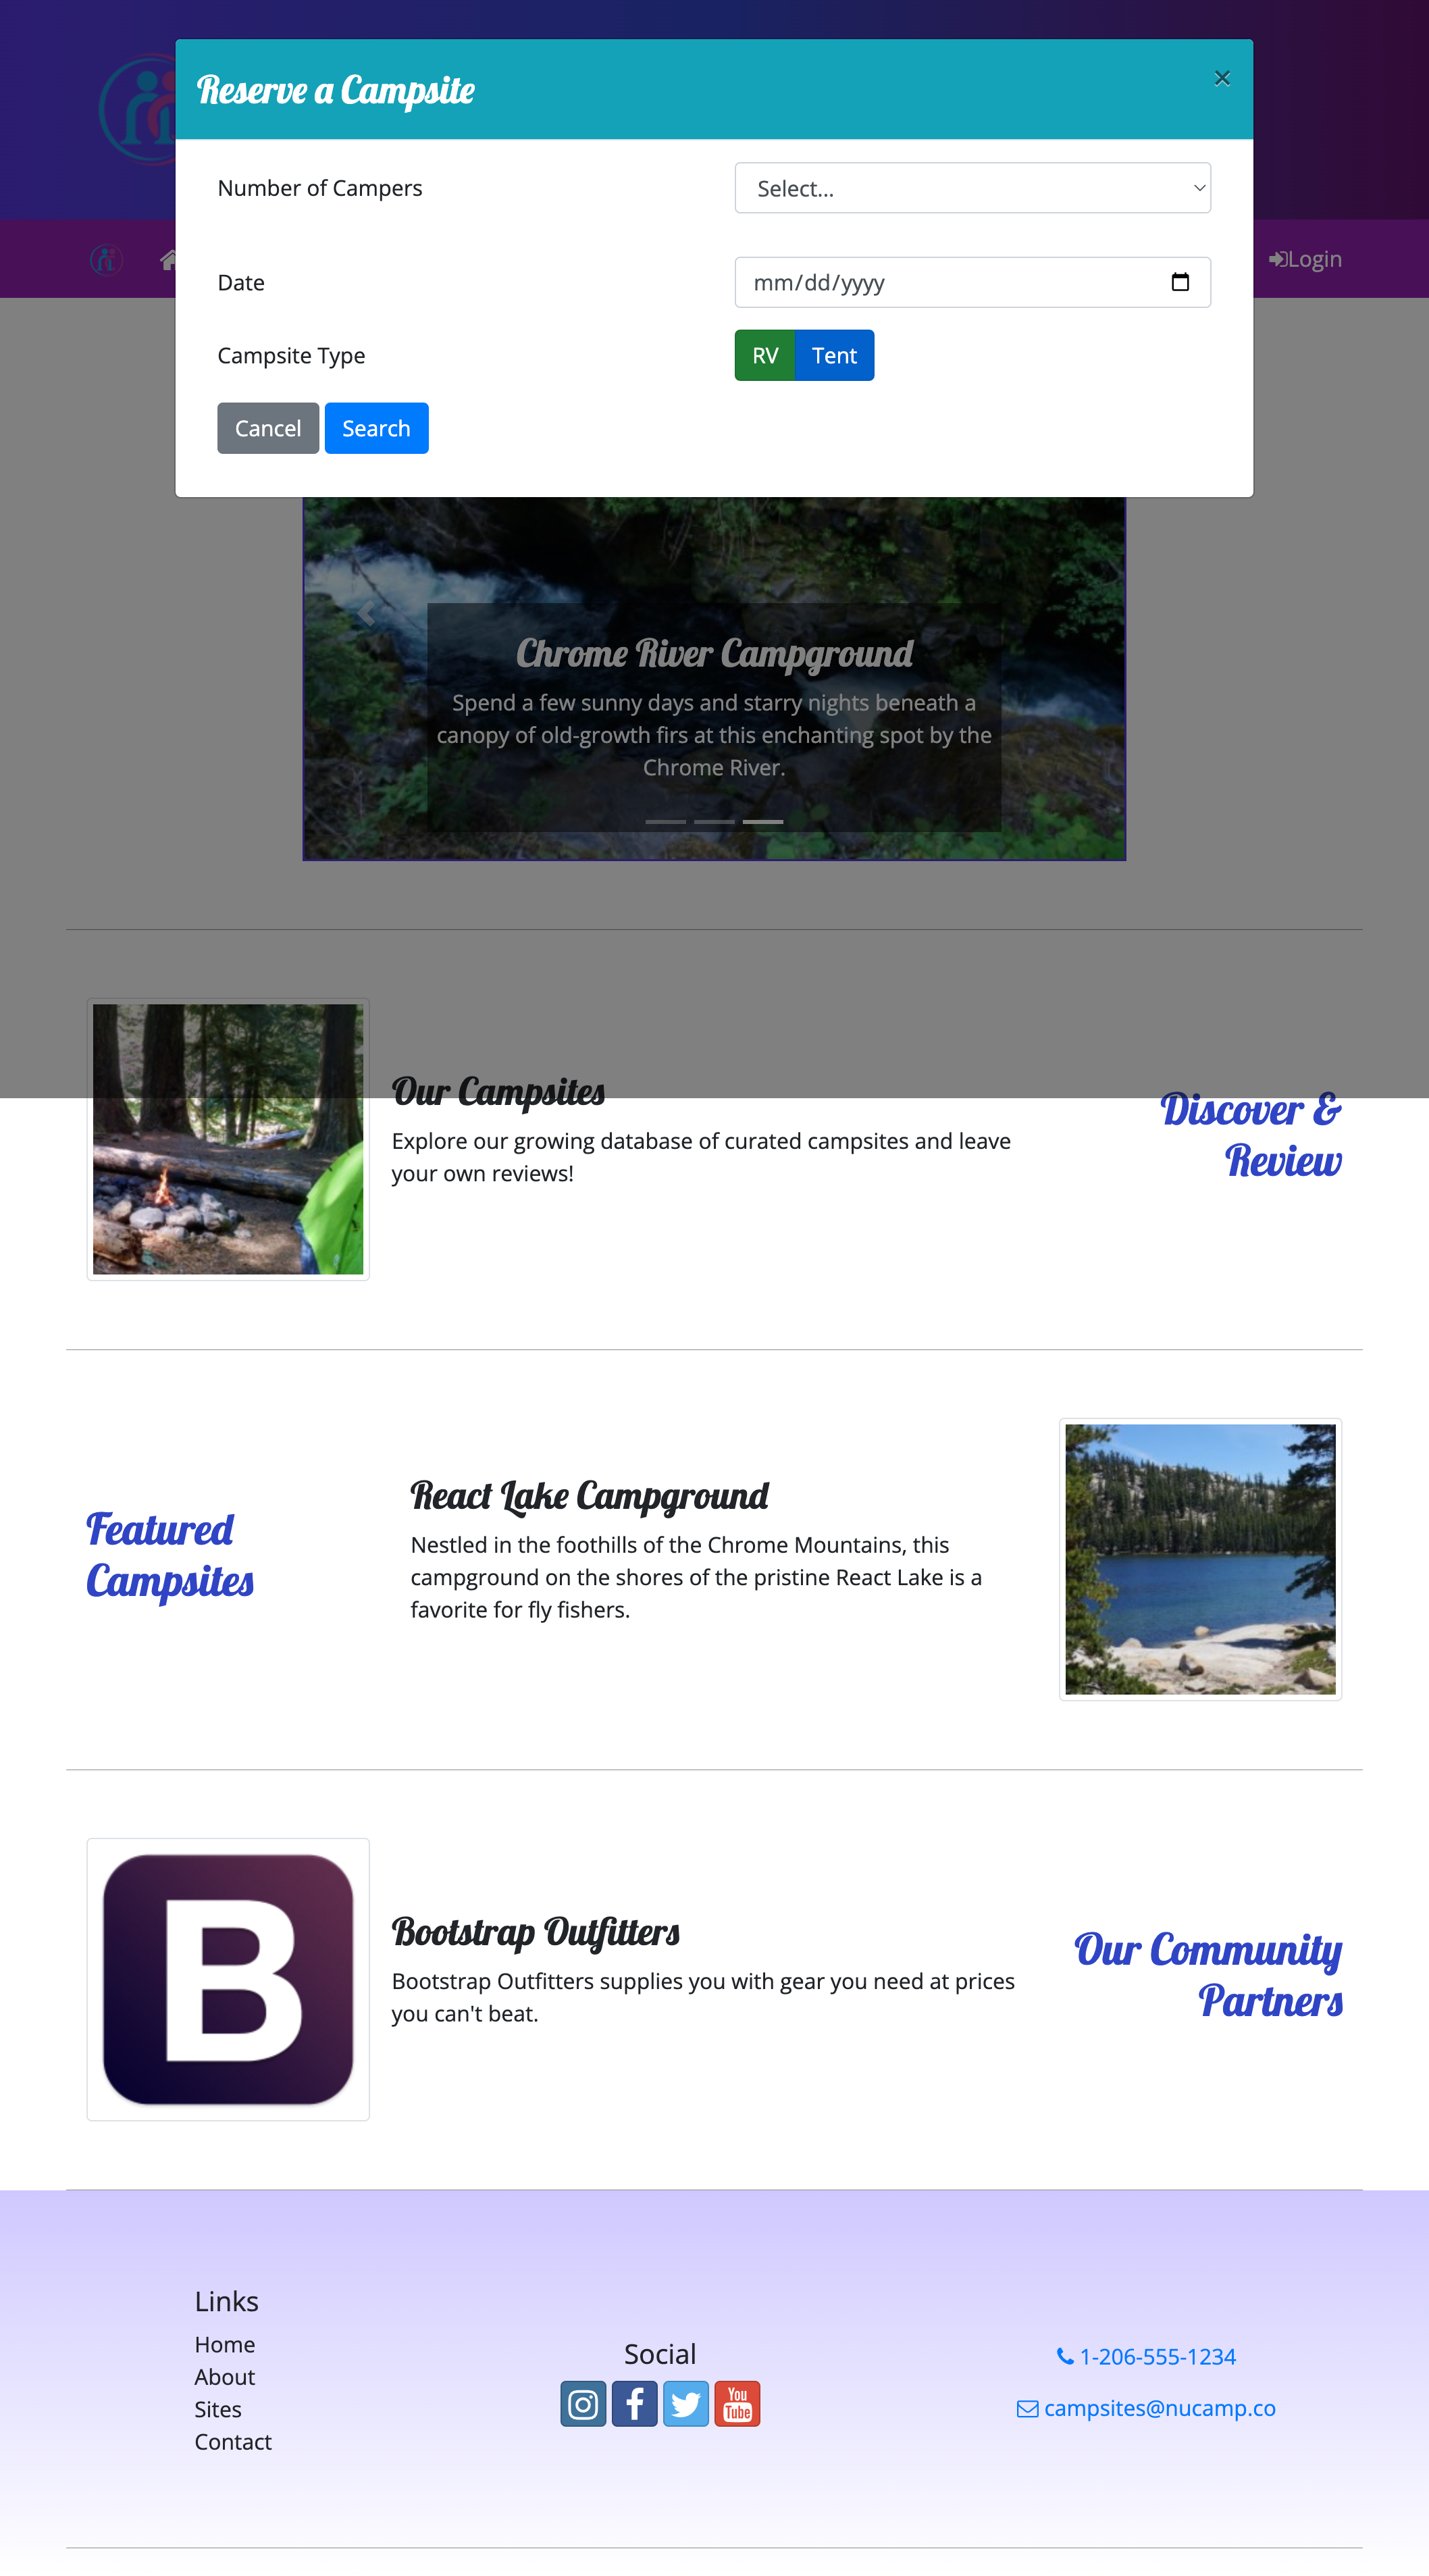 Reserve a Campsite
×
Number of Campers
Select...
Date
mm/dd/yyyy
Campsite Type
RV
Tent
Cancel
Search
Login
Chrome River Campground
Spend a few sunny days and starry nights beneath a
canopy of old-growth firs at this enchanting spot by the
Chrome River.
Our Campsites
Explore our growing database of curated campsites and leave
your own reviews!
Discover &
Review
Featured
Campsites
React Lake Campground
Nestled in the foothills of the Chrome Mountains, this
campground on the shores of the pristine React Lake is a
favorite for fly fishers.
B
Bootstrap Outfitters
Bootstrap Outfitters supplies you with gear you need at prices
you can't beat.
Our Community
Partners
Links
Home
About
Sites
Contact
Social
You
Tube
1-206-555-1234
campsites@nucamp.co